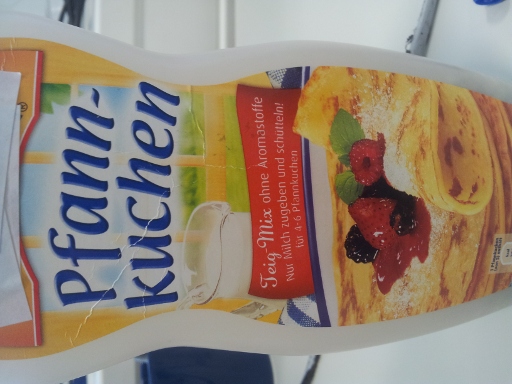 Pfann-
kuchen
Teig Mix ohne Aromastoffe
Nur Milch zugeben und schütteln!
für 4-6 Pfannkuchen